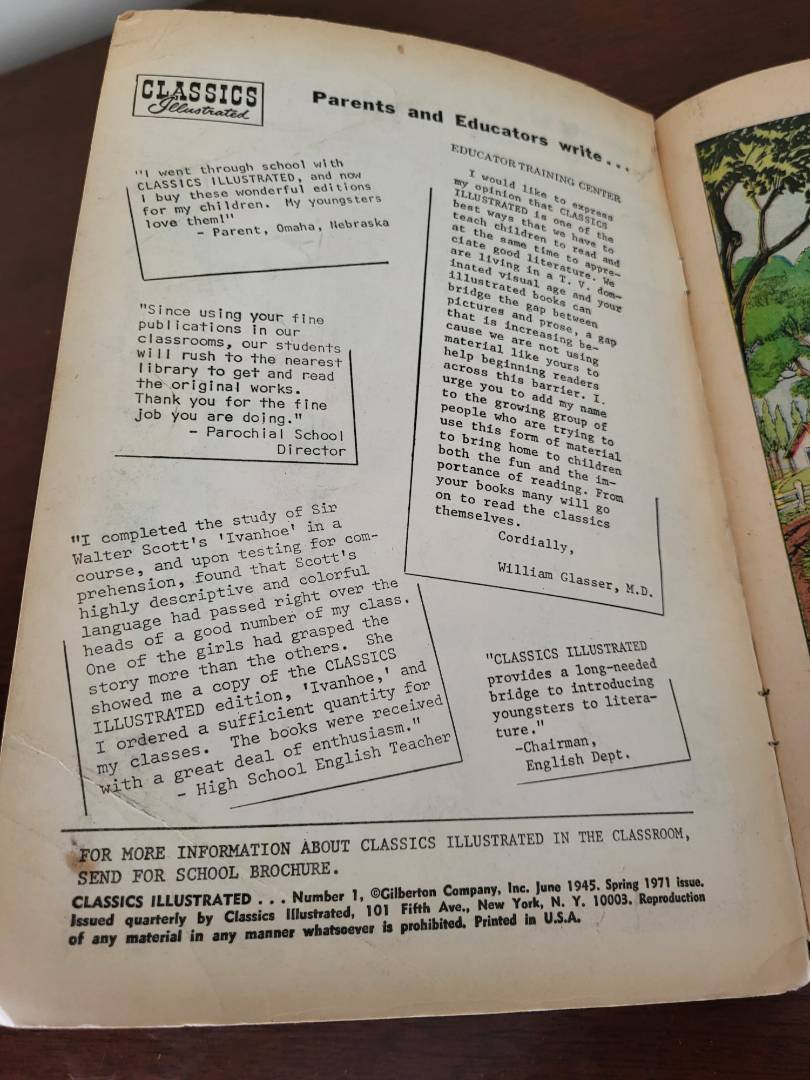 CLASSICS
Illustrated
Parents and Educators write...
"I went through school with
CLASSICS ILLUSTRATED, and now
I buy these wonderful editions
for my children. My youngsters
love them!"
- Parent, Omaha, Nebraska
"Since using your fine
publications in our
classrooms, our students
will rush to the nearest
library to get and read
the original works.
Thank you for the fine
job you are doing."
- Parochial School
Director
"I completed the study of Sir
Walter Scott's 'Ivanhoe' in a
course, and upon testing for com-
prehension, found that Scott's
highly descriptive and colorful
language had passed right over the
heads of a good number of my class.
One of the girls had grasped the
story more than the others. She
showed me a copy of the CLASSICS
ILLUSTRATED edition, 'Ivanhoe,' and
I ordered a sufficient quantity for
my classes. The books were received
with a great deal of enthusiasm."
- High School English Teacher
EDUCATOR TRAINING CENTER
I would like to express
my opinion that CLASSICS
ILLUSTRATED is one of the
best ways that we have to
teach children to read and
at the same time to appre-
ciate good literature. We
are living in a T. V. dom-
inated visual age and your
illustrated books can
bridge the gap between
pictures and prose, a gap
that is increasing be-
cause we are not using
material like yours to
help beginning readers
across this barrier. I.
urge you to add my name
to the growing group of
people who are trying to
use this form of material
to bring home to children
both the fun and the im-
portance of reading. From
your books many will go
on to read the classics
themselves.
Cordially,
William Glasser, M.D.
"CLASSICS ILLUSTRATED
provides a long-needed
bridge to introducing
youngsters to litera-
ture."
-Chairman,
English Dept.
FOR MORE INFORMATION ABOUT CLASSICS ILLUSTRATED IN THE CLASSROOM,
SEND FOR SCHOOL BROCHURE.
CLASSICS ILLUSTRATED . . . Number 1, ©Gilberton Company, Inc. June 1945. Spring 1971 issue.
Issued quarterly by Classics Illustrated, 101 Fifth Ave., New York, N. Y. 10003. Reproduction
of any material in any manner whatsoever is prohibited. Printed in U.S.A.